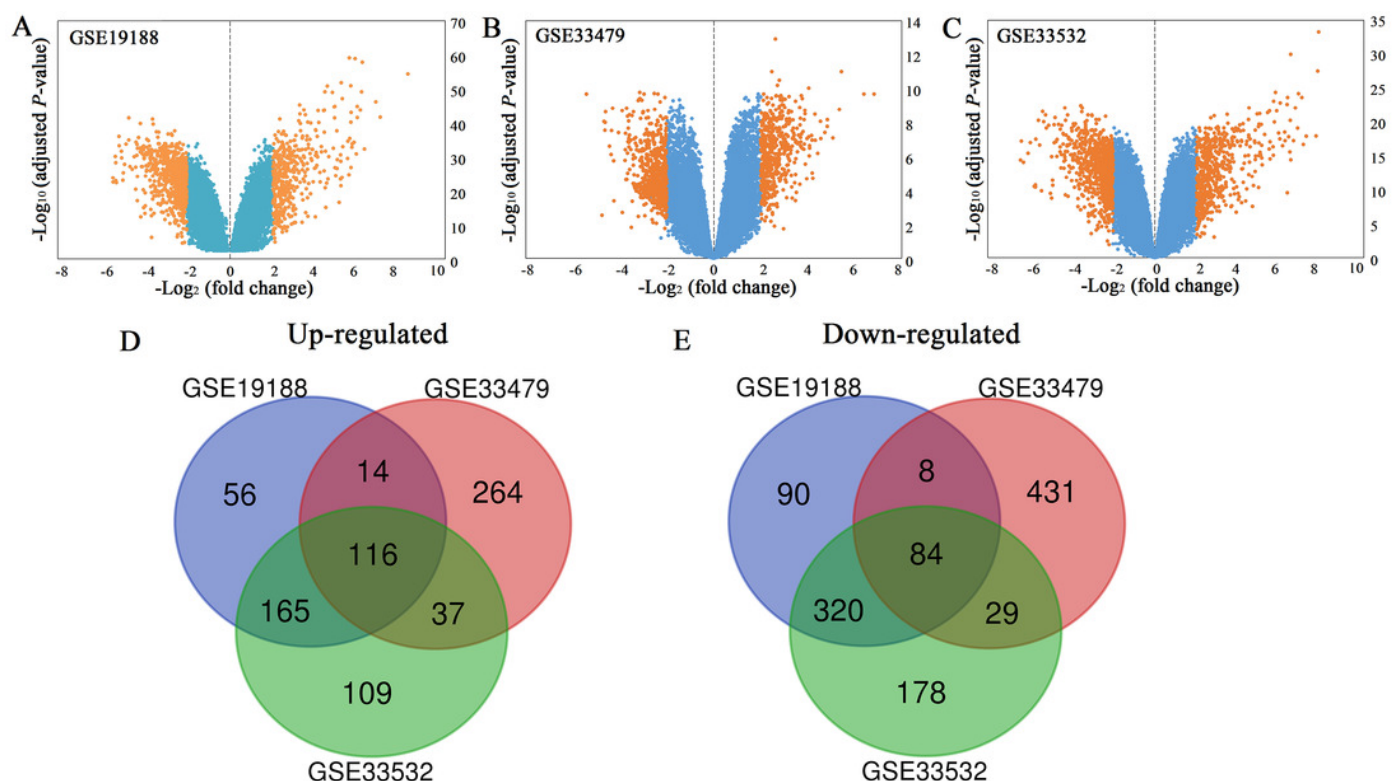 A
GSE19188
-Log₁₀ (adjusted P-value)
70
60
50
40
30
20
10
0
-8 -6 -4 -2 0 2 4 6 8 10
-Log₂ (fold change)
B
GSE33479
-Log₁₀ (adjusted P-value)
14
12
10
8
6
4
2
0
-8 -6 -4 -2 0 2 4 6 8
-Log₂ (fold change)
C
GSE33532
-Log₁₀ (adjusted P-value)
35
30
25
20
15
10
5
0
-8 -6 -4 -2 0 2 4 6 8 10
-Log₂ (fold change)
D
Up-regulated
GSE19188
GSE33479
14
56
264
116
165
37
109
GSE33532
E
Down-regulated
GSE19188
GSE33479
8
90
431
84
320
29
178
GSE33532